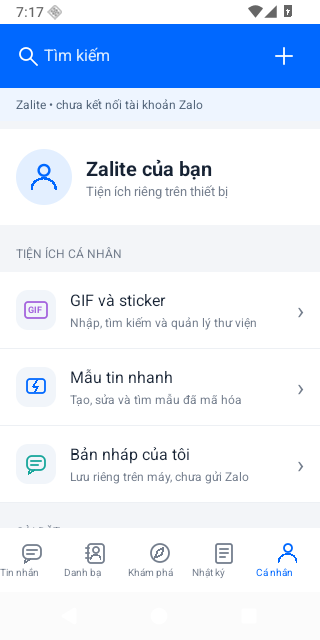 7:17
Tìm kiếm
Zalite • chưa kết nối tài khoản Zalo
Zalite của bạn
Tiện ích riêng trên thiết bị
TIỆN ÍCH CÁ NHÂN
GIF
GIF và sticker
Nhập, tìm kiếm và quản lý thư viện
Mẫu tin nhanh
Tạo, sửa và tìm mẫu đã mã hóa
Bản nháp của tôi
Lưu riêng trên máy, chưa gửi Zalo
Tin nhắn Danh bạ Khám phá Nhật ký Cá nhân